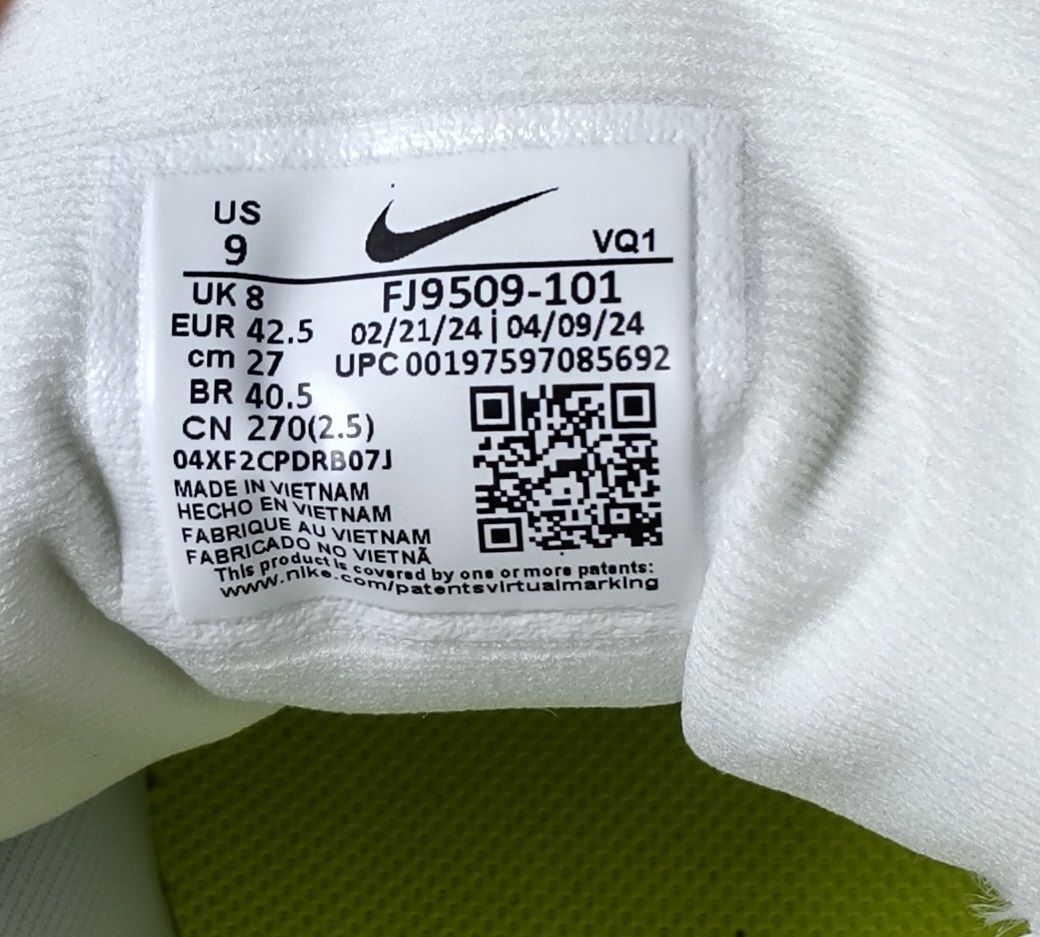 US
9
VQ1
UK 8
FJ9509-101
EUR 42.5
02/21/24 | 04/09/24
cm 27
UPC 00197597085692
BR 40.5
CN 270(2.5)
04XF2CPDRB07J
MADE IN VIETNAM
HECHO EN VIETNAM
FABRIQUE AU VIETNAM
FABRICADO NO VIETNÃ
This product is covered by one or more patents:
www.nike.com/patentsvirtualmarking